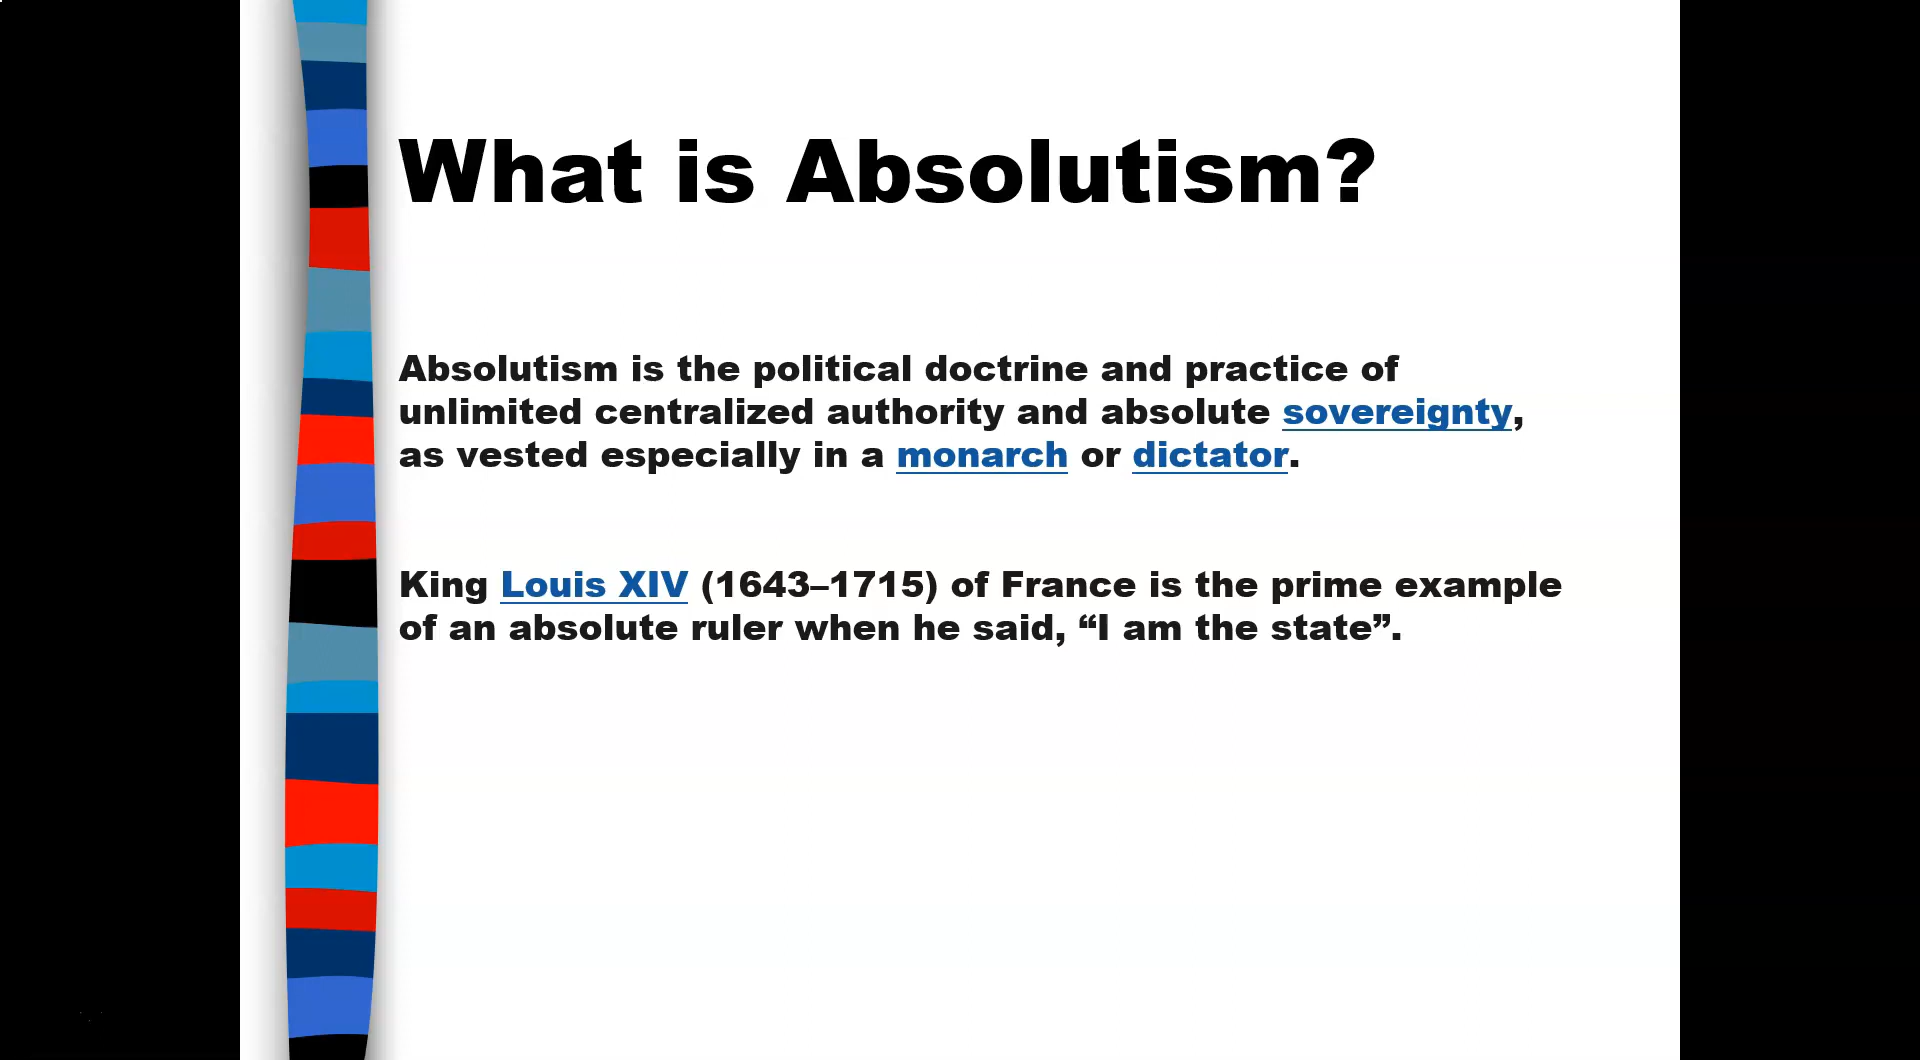 What is Absolutism?
Absolutism is the political doctrine and practice of
unlimited centralized authority and absolute sovereignty,
as vested especially in a monarch or dictator.
King Louis XIV (1643–1715) of France is the prime example
of an absolute ruler when he said, “I am the state”.